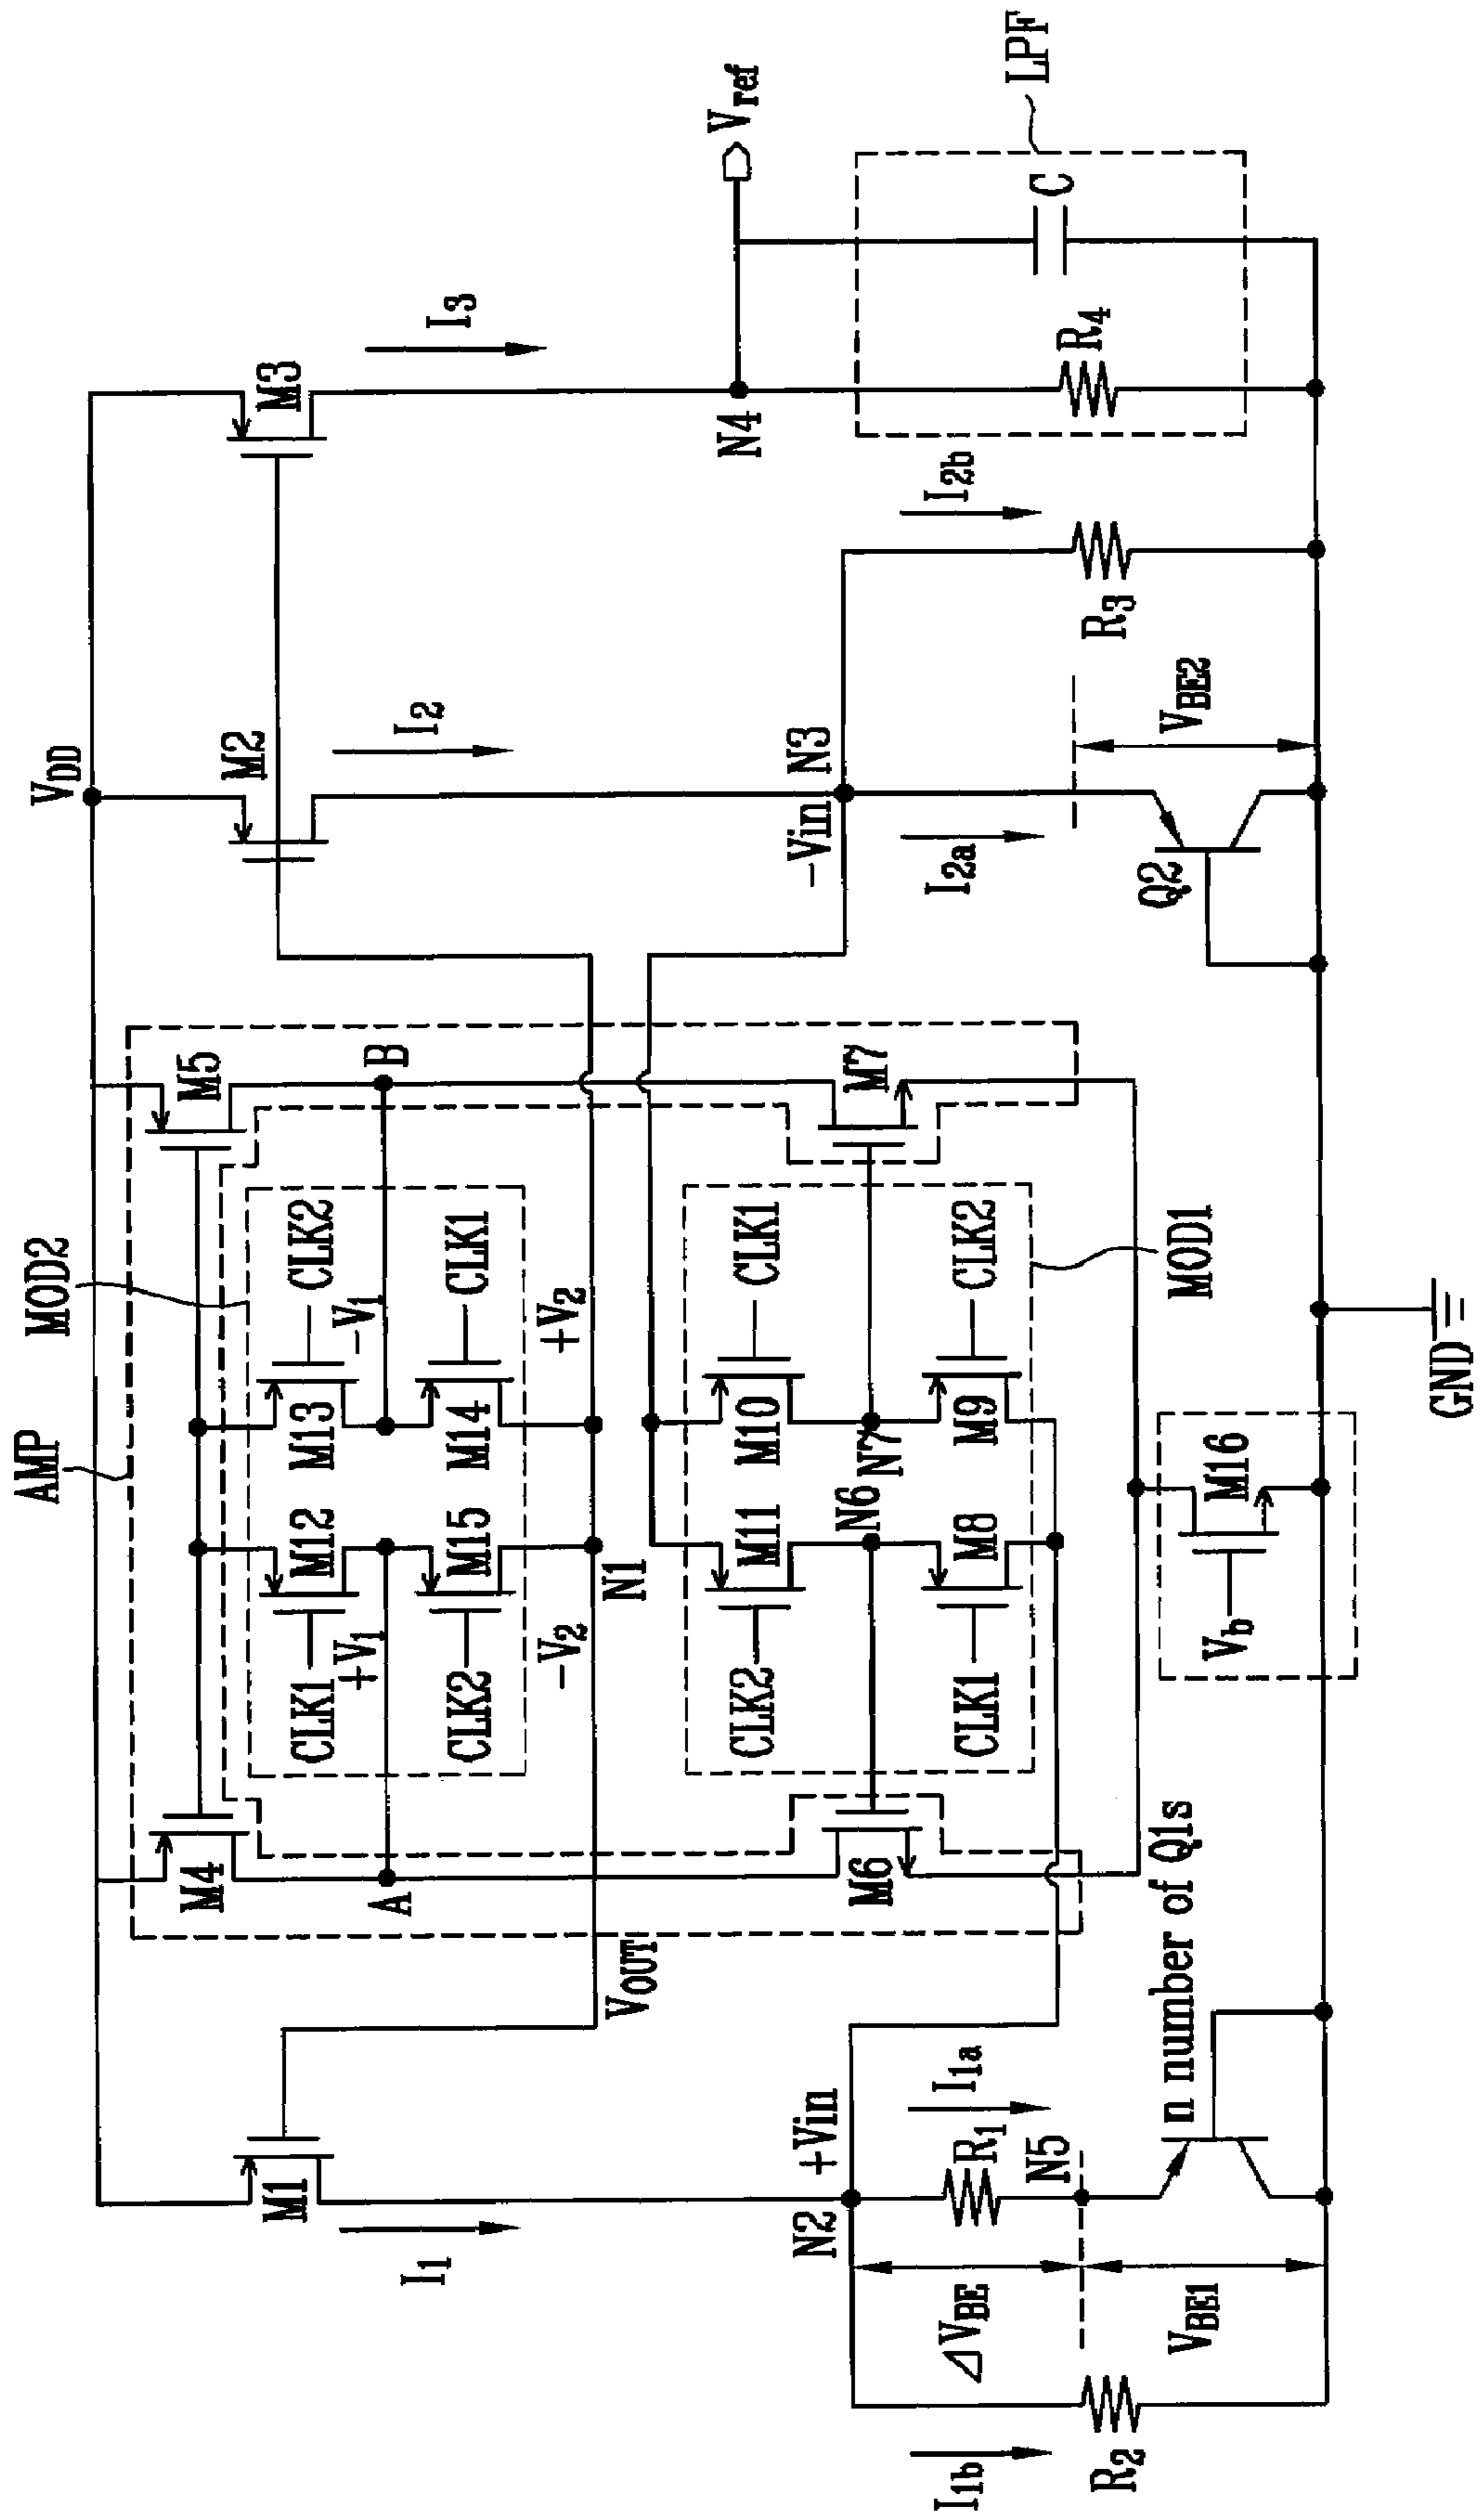 AMP
MOD2
VDD
M4
M5
M1
M2
M3
M12
M13
CLK1
CLK2
+V1
-V1
A
B
M15
M14
CLK2
CLK1
-V2
+V2
I1
I2
I3
VOUT
N1
N4
Vref
CLK2
M11
M10
CLK1
N2
+Vin
M6
N6
N7
M7
-Vin
N3
CLK1
M8
M9
CLK2
I1b
ΔVBE
R1
I1a
I2a
I2b
N5
R2
VBE1
n number of Q1s
Vb
M16
MOD1
Q2
VBE2
R3
R4
C
LPF
GND